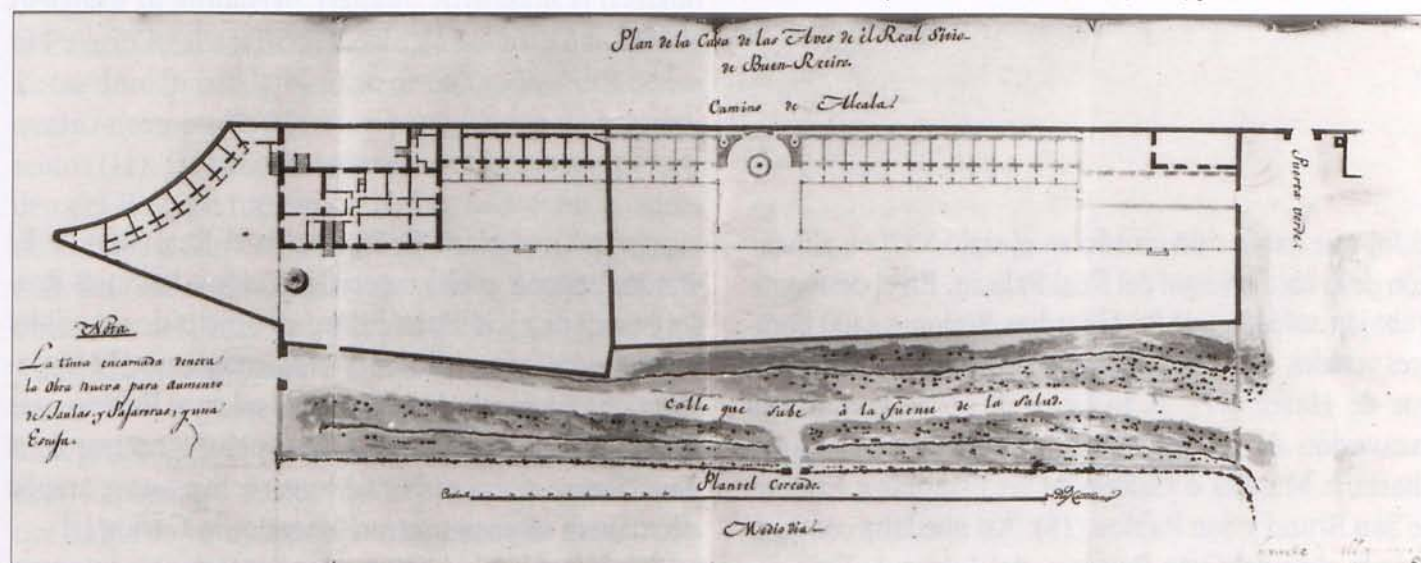 Plan de la Casa de las Aves de el Real Sitio
de Buen-Retiro.
Camino de Alcala.
Puerta verde.
Nota.
La tinta encarnada denota
la Obra nueva para aumento
de Jaulas, y Pajareras, y una
Estufa.
Calle que sube à la fuente de la Salud.
Plantel Cercado.
Medio dia.